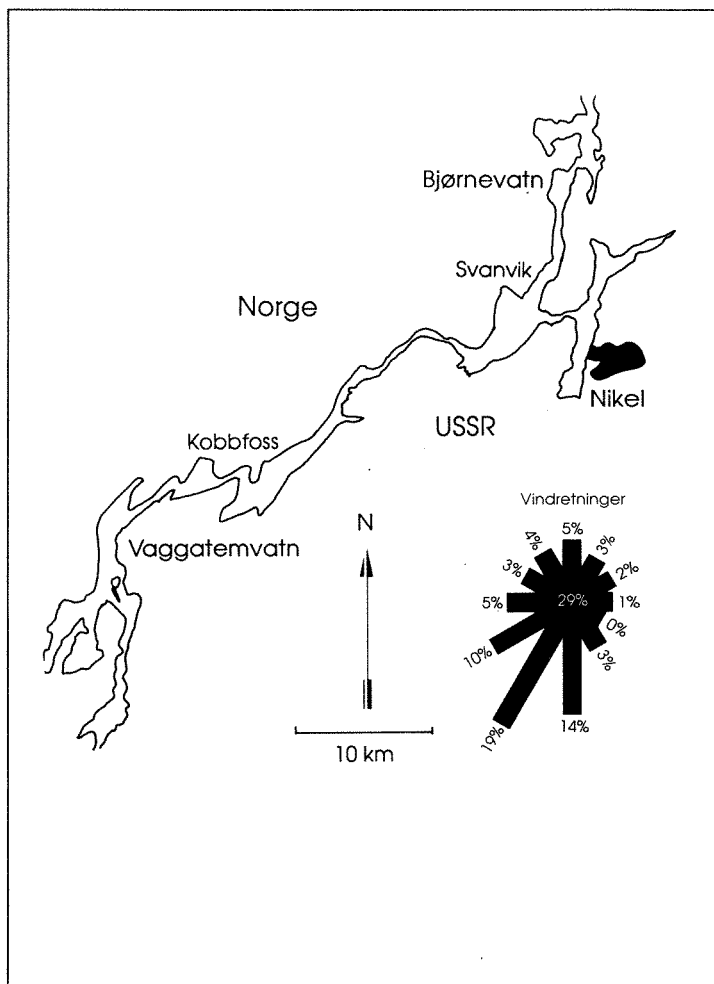 Bjørnevatn
Svanvik
Norge
Nikel
USSR
Kobbfoss
Vaggatemvatn
N
10 km
Vindretninger
5%
3%
2%
1%
0%
3%
14%
19%
10%
5%
3%
4%
29%